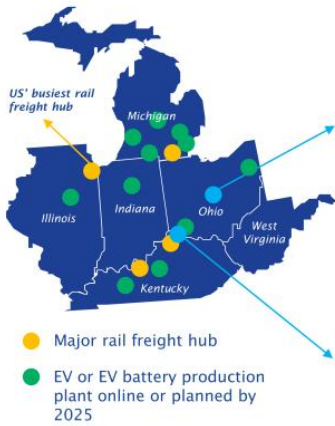 US' busiest rail
freight hub
Michigan
Illinois
Indiana
Ohio
West
Virginia
Kentucky
Major rail freight hub
EV or EV battery production
plant online or planned by
2025